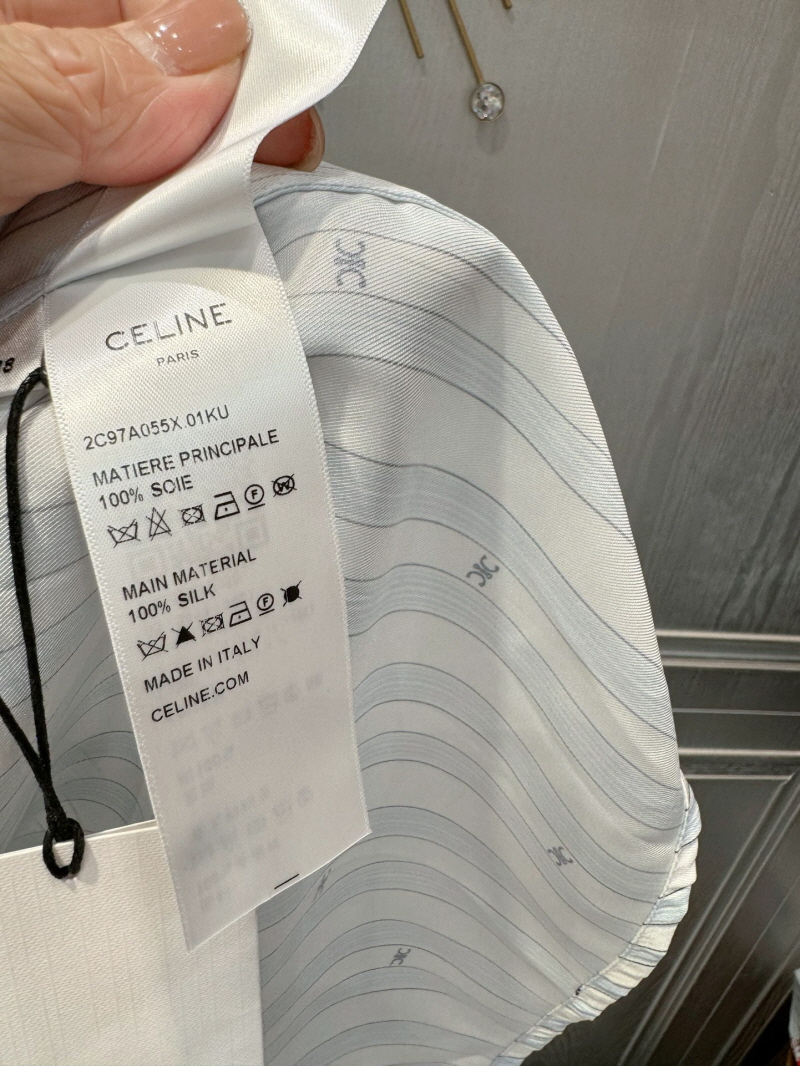 CELINE
PARIS
2C97A055X.01KU
MATIERE PRINCIPALE
100% SOIE
F W
MAIN MATERIAL
100% SILK
F
MADE IN ITALY
CELINE.COM